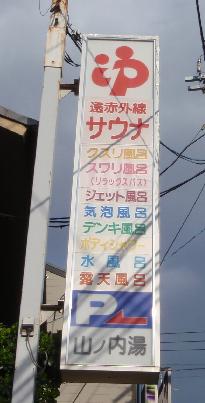 ゆ
遠赤外線
サウナ
クスリ風呂
スワリ風呂
(リラックスバス)
ジェット風呂
気泡風呂
デンキ風呂
ボディシャワー
水風呂
露天風呂
P
山ノ内湯